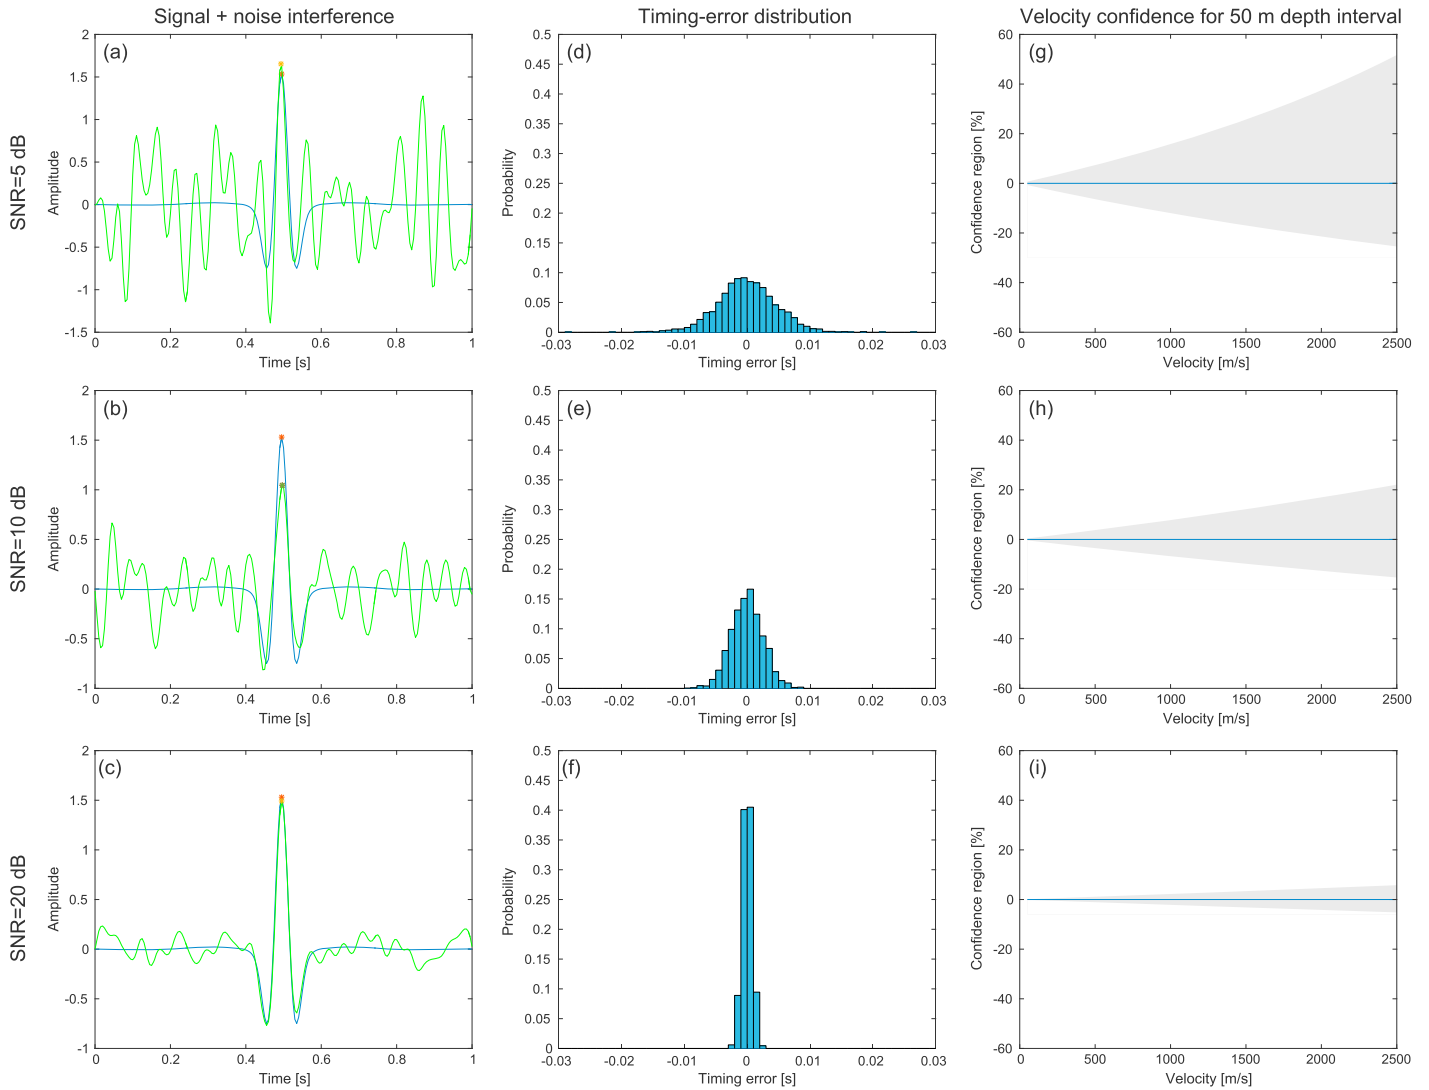 Signal + noise interference
Timing-error distribution
Velocity confidence for 50 m depth interval
SNR=5 dB
(a)
2
1.5
1
0.5
0
-0.5
-1
-1.5
Amplitude
0 0.2 0.4 0.6 0.8 1
Time [s]
(d)
0.5
0.45
0.4
0.35
0.3
0.25
0.2
0.15
0.1
0.05
0
Probability
-0.03 -0.02 -0.01 0 0.01 0.02 0.03
Timing error [s]
(g)
60
40
20
0
-20
-40
-60
Confidence region [%]
0 500 1000 1500 2000 2500
Velocity [m/s]
SNR=10 dB
(b)
2
1.5
1
0.5
0
-0.5
-1
Amplitude
0 0.2 0.4 0.6 0.8 1
Time [s]
(e)
0.5
0.45
0.4
0.35
0.3
0.25
0.2
0.15
0.1
0.05
0
Probability
-0.03 -0.02 -0.01 0 0.01 0.02 0.03
Timing error [s]
(h)
60
40
20
0
-20
-40
-60
Confidence region [%]
0 500 1000 1500 2000 2500
Velocity [m/s]
SNR=20 dB
(c)
2
1.5
1
0.5
0
-0.5
-1
Amplitude
0 0.2 0.4 0.6 0.8 1
Time [s]
(f)
0.5
0.45
0.4
0.35
0.3
0.25
0.2
0.15
0.1
0.05
0
Probability
-0.03 -0.02 -0.01 0 0.01 0.02 0.03
Timing error [s]
(i)
60
40
20
0
-20
-40
-60
Confidence region [%]
0 500 1000 1500 2000 2500
Velocity [m/s]